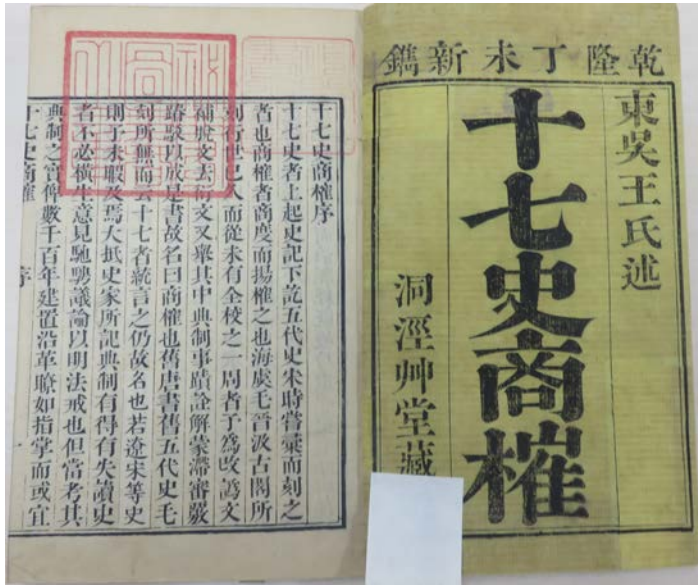 乾隆丁未新鐫
東吳王氏述
十七史商榷
洞涇艸堂藏
十七史商榷序
十七史者上起史記下訖五代史宋時嘗彙而刻之
者也商榷者商度而揚榷之也海虞毛晉汲古閣所
刻行世已久而從未有全校之一周者予爲改譌文
補脫文去衍文又舉其中典制事蹟詮解蒙滯審覈
踳駁以成是書故名曰商榷也舊唐書舊五代史毛
刻所無而云十七者統言之仍故名也若遼宋等史
則予未暇及焉大抵史家所記典制有得有失讀史
者不必橫生意見馳騁議論以明法戒也但當考其
典制之實俾數千百年建置沿革瞭如指掌而或宜
十七史商榷 序 一